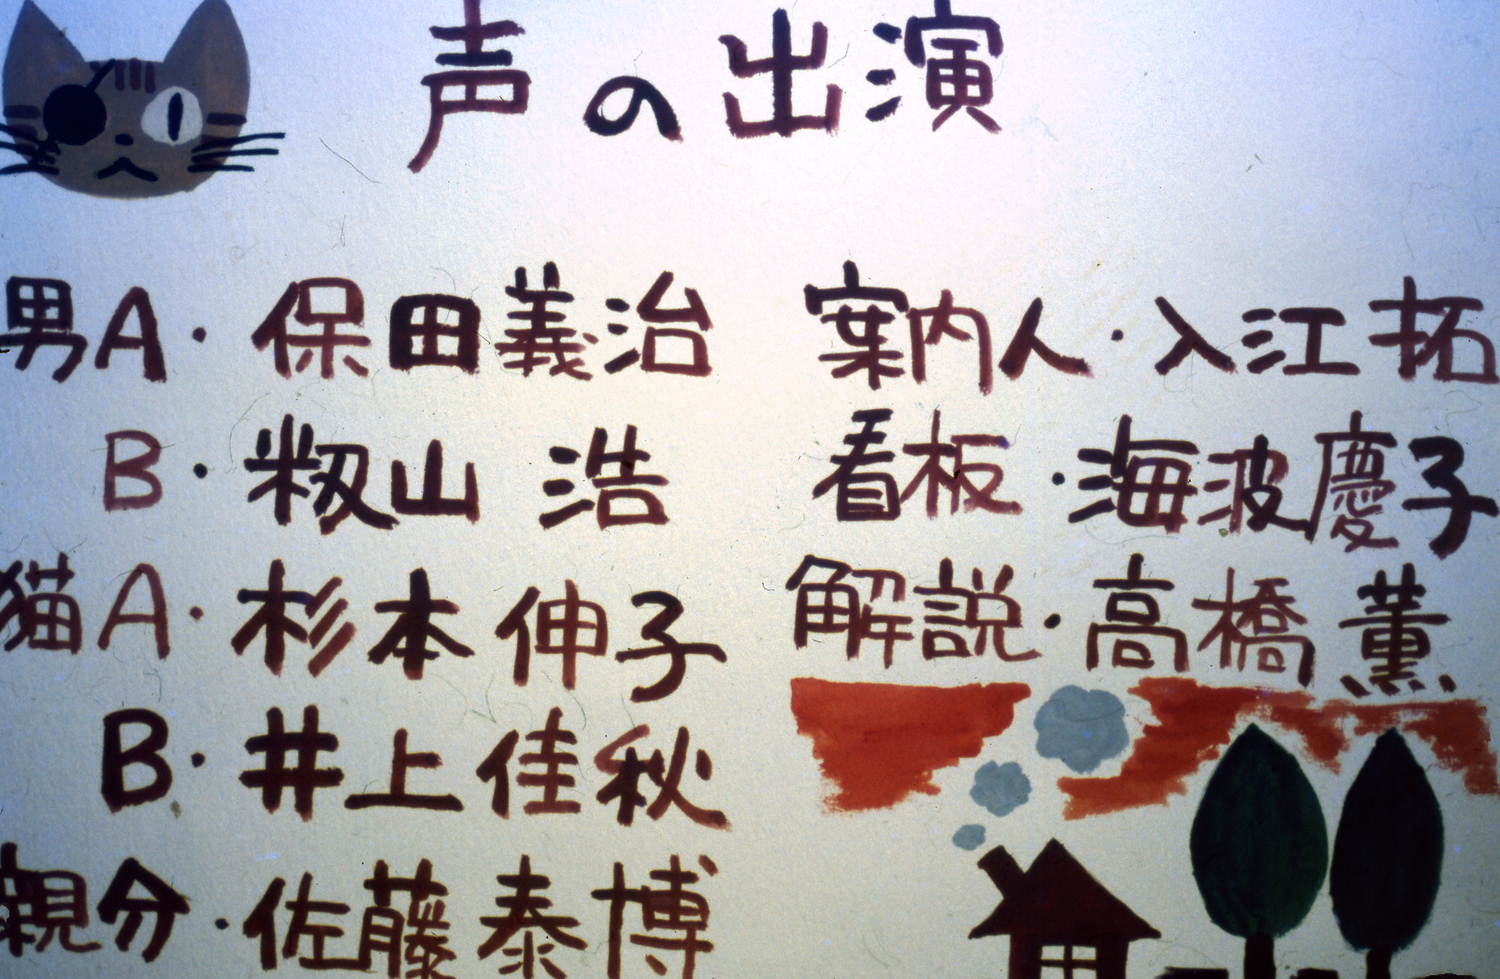 声の出演
男A・保田義治
B・籾山 浩
猫A・杉本伸子
B・井上佳秋
親分・佐藤泰博
案内人・入江拓
看板・海波慶子
解説・高橋 薫